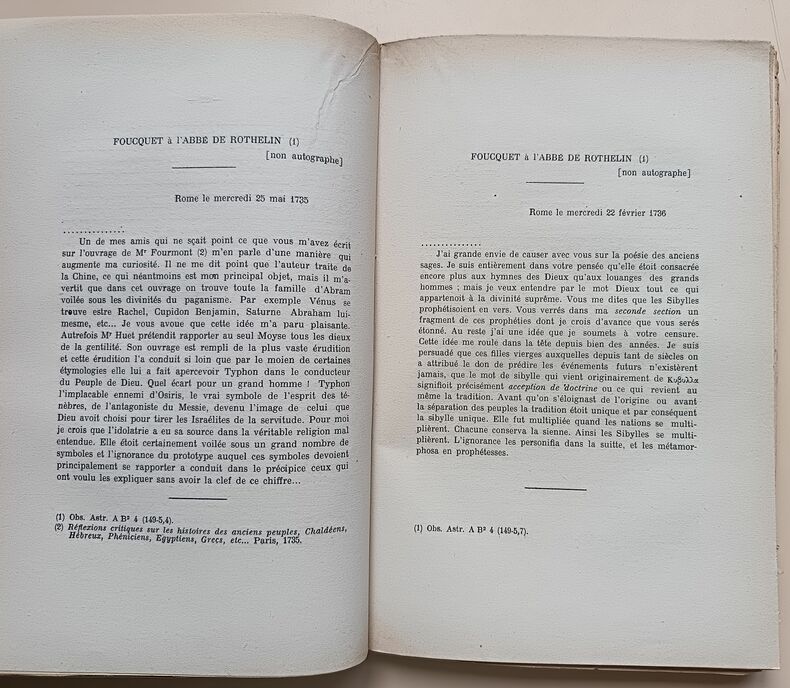 FOUCQUET à l'ABBÉ DE ROTHELIN (1)
[non autographe]
Rome le mercredi 25 mai 1735
...............
Un de mes amis qui ne sçait point ce que vous m'avez écrit
sur l'ouvrage de Mr Fourmont (2) m'en parle d'une manière qui
augmente ma curiosité. Il ne me dit point que l'auteur traite de
la Chine, ce qui néantmoins est mon principal objet, mais il m'a-
vertit que dans cet ouvrage on trouve toute la famille d'Abram
voilée sous les divinités du paganisme. Par exemple Vénus se
trouve estre Rachel, Cupidon Benjamin, Saturne Abraham lui-
mesme, etc... Je vous avoue que cette idée m'a paru plaisante.
Autrefois Mr Huet prétendit rapporter au seul Moyse tous les dieux
de la gentilité. Son ouvrage est rempli de la plus vaste érudition
et cette érudition l'a conduit si loin que par le moien de certaines
étymologies elle lui a fait apercevoir Typhon dans le conducteur
du Peuple de Dieu. Quel écart pour un grand homme ! Typhon
l'implacable ennemi d'Osiris, le vrai symbole de l'esprit des té-
nèbres, de l'antagoniste du Messie, devenu l'image de celui que
Dieu avoit choisi pour tirer les Israélites de la servitude. Pour moi
je crois que l'idolatrie a eu sa source dans la véritable religion mal
entendue. Elle étoit certainement voilée sous un grand nombre de
symboles et l'ignorance du prototype auquel ces symboles devoient
principalement se rapporter a conduit dans le précipice ceux qui
ont voulu les expliquer sans avoir la clef de ce chiffre...
(1) Obs. Astr. A B³ 4 (149-5,4).
(2) Réflexions critiques sur les histoires des anciens peuples, Chaldéens,
Hébreux, Phéniciens, Egyptiens, Grecs, etc... Paris, 1735.
FOUCQUET à l'ABBÉ DE ROTHELIN (1)
[non autographe]
Rome le mercredi 22 février 1736
...............
J'ai grande envie de causer avec vous sur la poésie des anciens
sages. Je suis entièrement dans votre pensée qu'elle étoit consacrée
encore plus aux hymnes des Dieux qu'aux louanges des grands
hommes ; mais je veux entendre par le mot Dieux tout ce qui
appartenoit à la divinité suprême. Vous me dites que les Sibylles
prophétisoient en vers. Vous verrés dans ma seconde section un
fragment de ces prophéties dont je crois d'avance que vous serés
étonné. Au reste j'ai une idée que je soumets à votre censure.
Cette idée me roule dans la tête depuis bien des années. Je suis
persuadé que ces filles vierges auxquelles depuis tant de siècles on
a attribué le don de prédire les événements futurs n'existèrent
jamais, que le mot de sibylle qui vient originairement de Κυβυλλα
signifioit précisément acception de doctrine ou ce qui revient au
même la tradition. Avant qu'on s'éloignast de l'origine ou avant
la séparation des peuples la tradition étoit unique et par conséquent
la sibylle unique. Elle fut multipliée quand les nations se multi-
plièrent. Chacune conserva la sienne. Ainsi les Sibylles se multi-
plièrent. L'ignorance les personifia dans la suitte, et les métamor-
phosa en prophétesses.
(1) Obs. Astr. A B³ 4 (149-5,7).